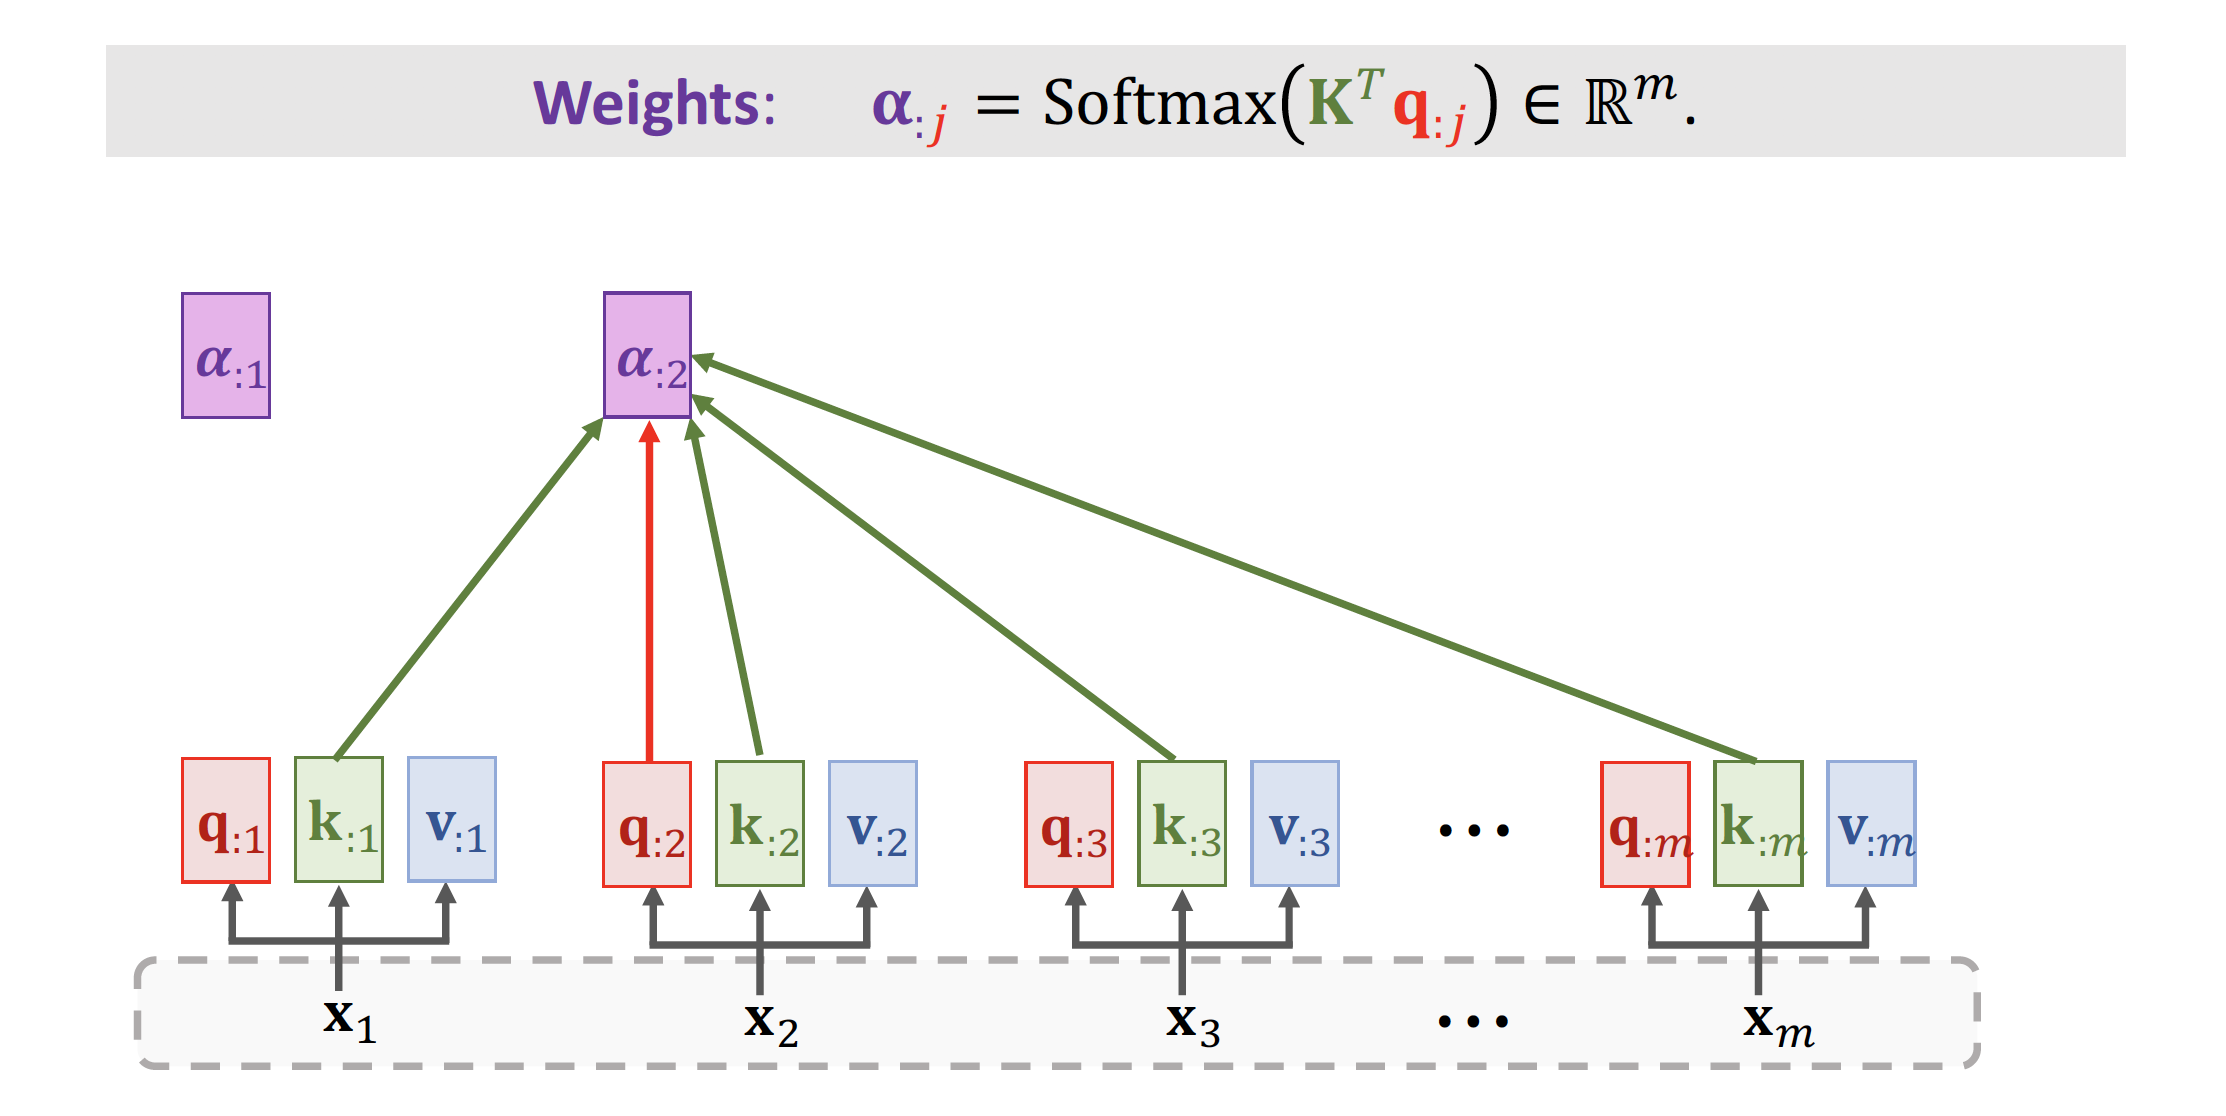 Weights: α:j = Softmax(K^T q:j) ∈ ℝ^m.
α:1 α:2
q:1 k:1 v:1 q:2 k:2 v:2 q:3 k:3 v:3 ··· q:m k:m v:m
x1 x2 x3 ··· xm